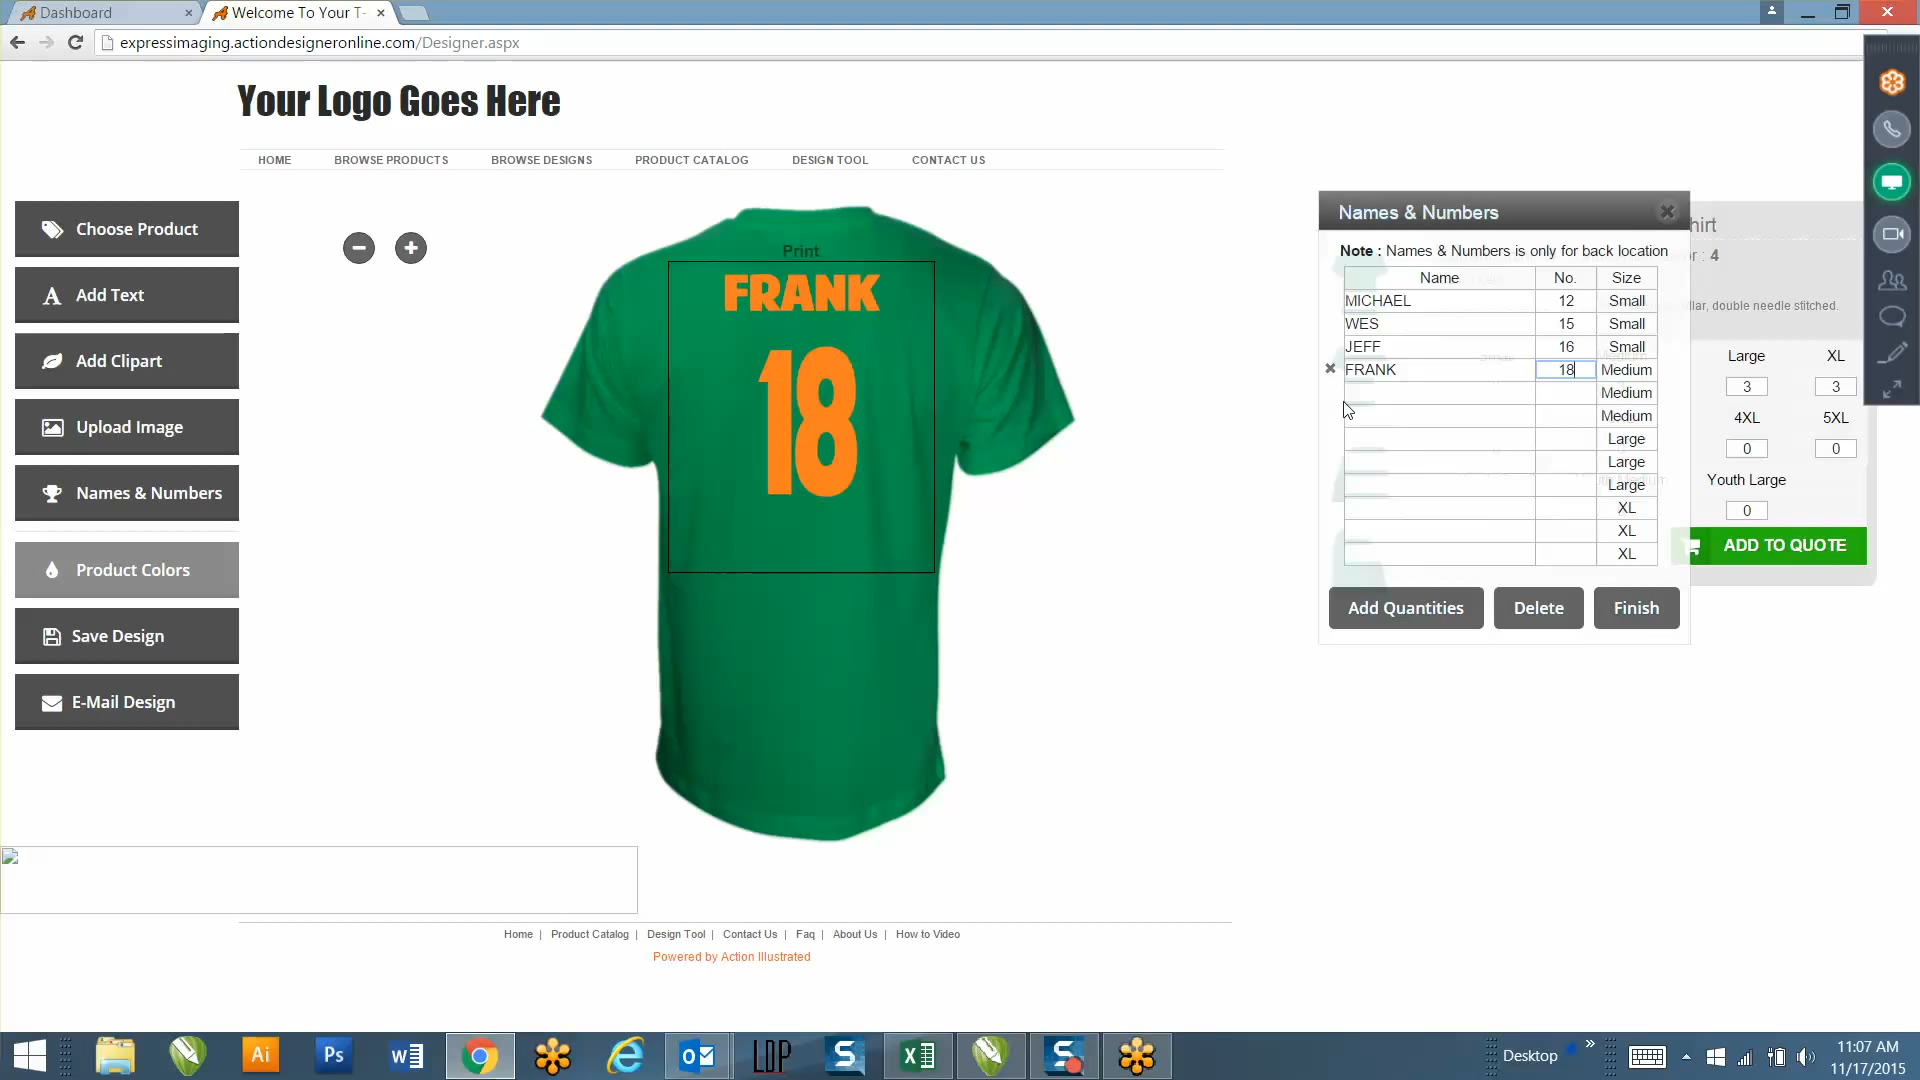 Dashboard
Welcome To Your T-
expressimaging.actiondesigneronline.com/Designer.aspx
Your Logo Goes Here
HOME
BROWSE PRODUCTS
BROWSE DESIGNS
PRODUCT CATALOG
DESIGN TOOL
CONTACT US
Choose Product
Add Text
Add Clipart
Upload Image
Names & Numbers
Product Colors
Save Design
E-Mail Design
Print
FRANK
18
Names & Numbers
Note : Names & Numbers is only for back location
Name No. Size
MICHAEL 12 Small
WES 15 Small
JEFF 16 Small
FRANK 18 Medium
Medium
Medium
Large
Large
Large
XL
XL
XL
Add Quantities
Delete
Finish
: 4
double needle stitched.
Large XL
3 3
4XL 5XL
0 0
Youth Large
0
ADD TO QUOTE
Home | Product Catalog | Design Tool | Contact Us | Faq | About Us | How to Video
Powered by Action Illustrated
Ai
Ps
LDP
Desktop
11:07 AM
11/17/2015